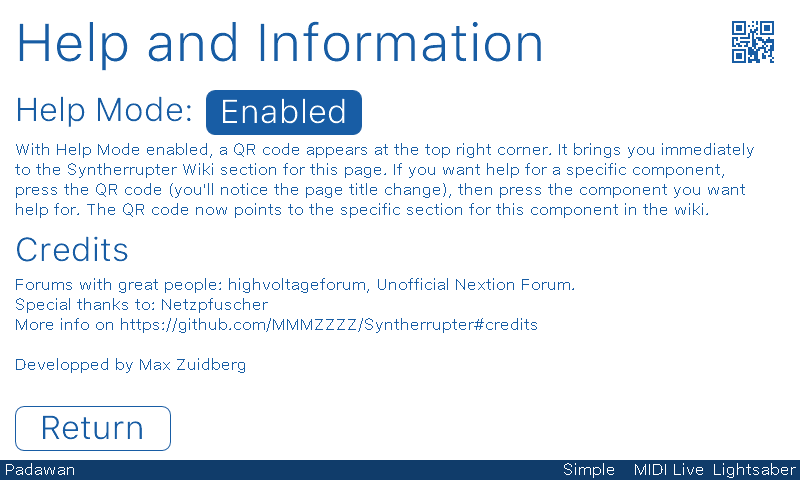 Help and Information
Help Mode: Enabled
With Help Mode enabled, a QR code appears at the top right corner. It brings you immediately
to the Syntherrupter Wiki section for this page. If you want help for a specific component,
press the QR code (you'll notice the page title change), then press the component you want
help for. The QR code now points to the specific section for this component in the wiki.
Credits
Forums with great people: highvoltageforum, Unofficial Nextion Forum.
Special thanks to: Netzpfuscher
More info on https://github.com/MMMZZZZ/Syntherrupter#credits
Developped by Max Zuidberg
Return
Padawan Simple MIDI Live Lightsaber